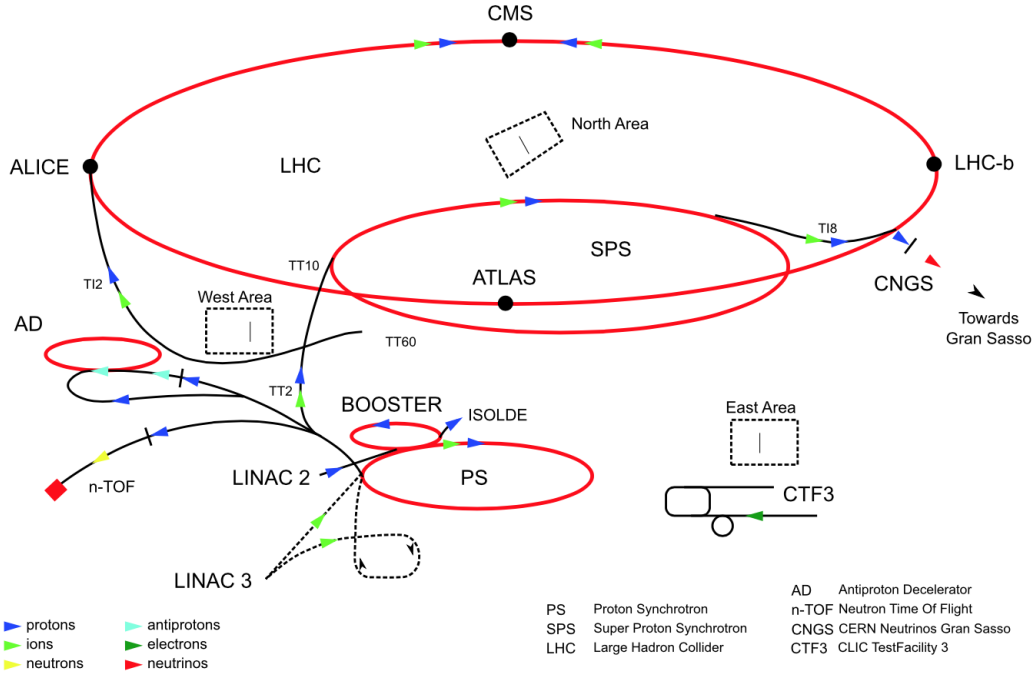 CMS
North Area
ALICE
LHC
LHC-b
TI8
SPS
TT10
ATLAS
CNGS
TI2
West Area
Towards
Gran Sasso
AD
TT60
TT2
BOOSTER
ISOLDE
East Area
LINAC 2
PS
n-TOF
CTF3
LINAC 3
protons
ions
neutrons
antiprotons
electrons
neutrinos
PS Proton Synchrotron
SPS Super Proton Synchrotron
LHC Large Hadron Collider
AD Antiproton Decelerator
n-TOF Neutron Time Of Flight
CNGS CERN Neutrinos Gran Sasso
CTF3 CLIC TestFacility 3